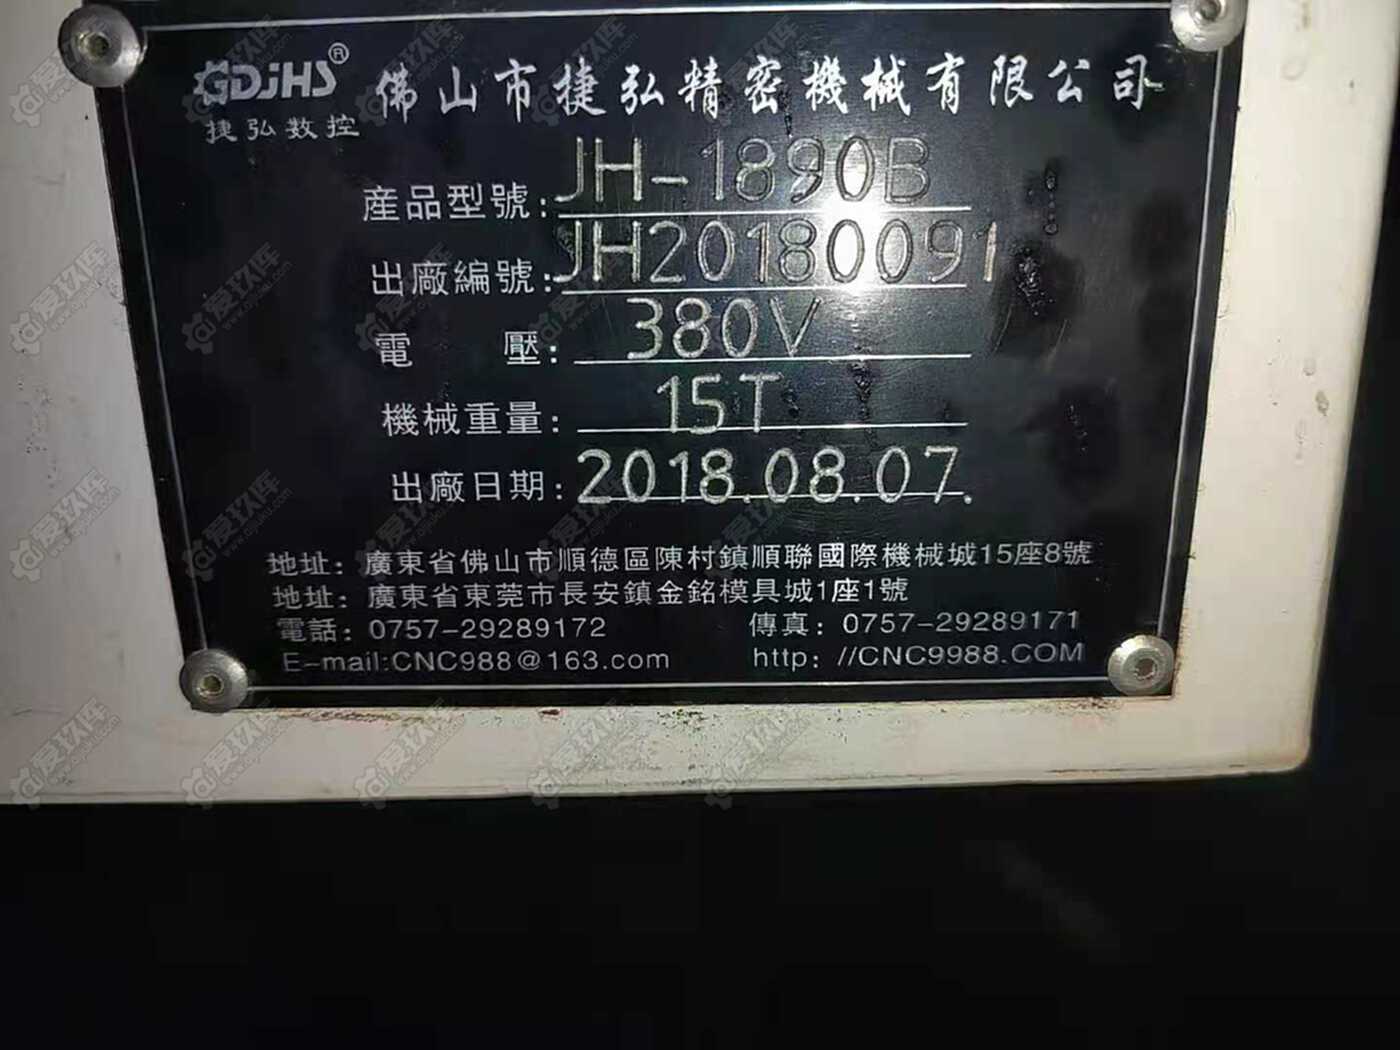 GDJHS®
捷弘数控
佛山市捷弘精密機械有限公司
産品型號:JH-1890B
出廠編號:JH20180091
電 壓:380V
機械重量:15T
出廠日期:2018.08.07.
地址:廣東省佛山市順德區陳村鎮順聯國際機械城15座8號
地址:廣東省東莞市長安鎮金銘模具城1座1號
電話:0757-29289172 傳真:0757-29289171
E-mail:CNC988@163.com http://CNC9988.COM